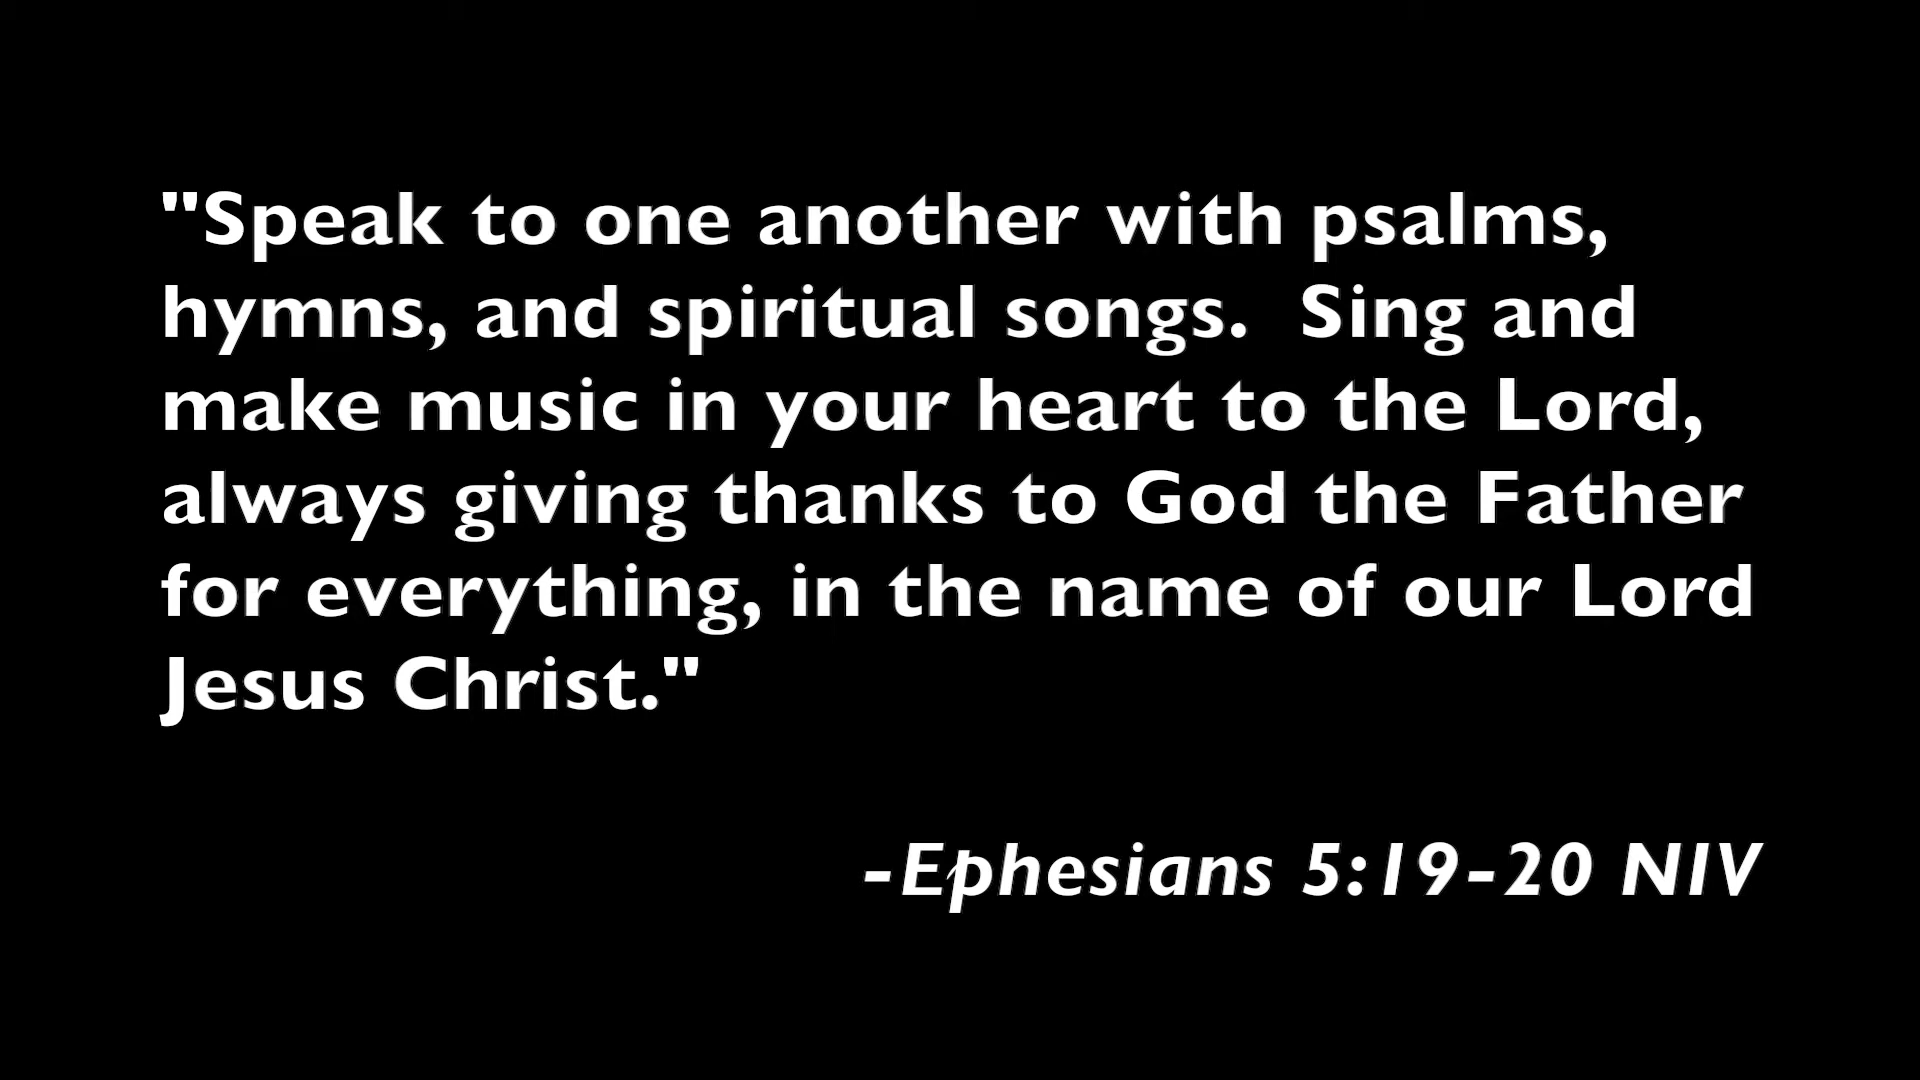 "Speak to one another with psalms,
hymns, and spiritual songs.  Sing and
make music in your heart to the Lord,
always giving thanks to God the Father
for everything, in the name of our Lord
Jesus Christ."
-Ephesians 5:19-20 NIV